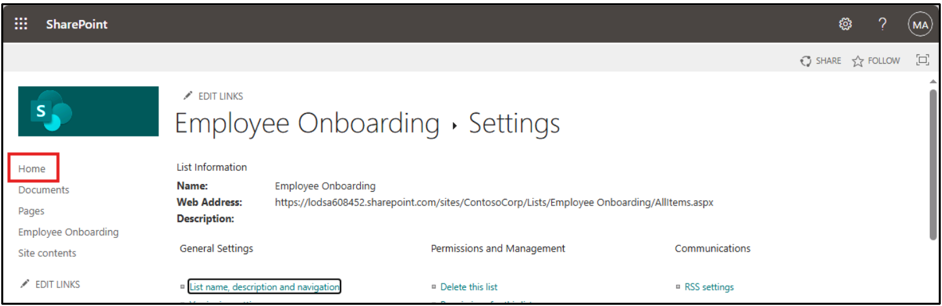 SharePoint
? MA
SHARE FOLLOW
S
EDIT LINKS
Employee Onboarding ▸ Settings
Home
Documents
Pages
Employee Onboarding
Site contents
EDIT LINKS
List Information
Name: Employee Onboarding
Web Address: https://lodsa608452.sharepoint.com/sites/ContosoCorp/Lists/Employee Onboarding/AllItems.aspx
Description:
General Settings Permissions and Management Communications
List name, description and navigation Delete this list RSS settings